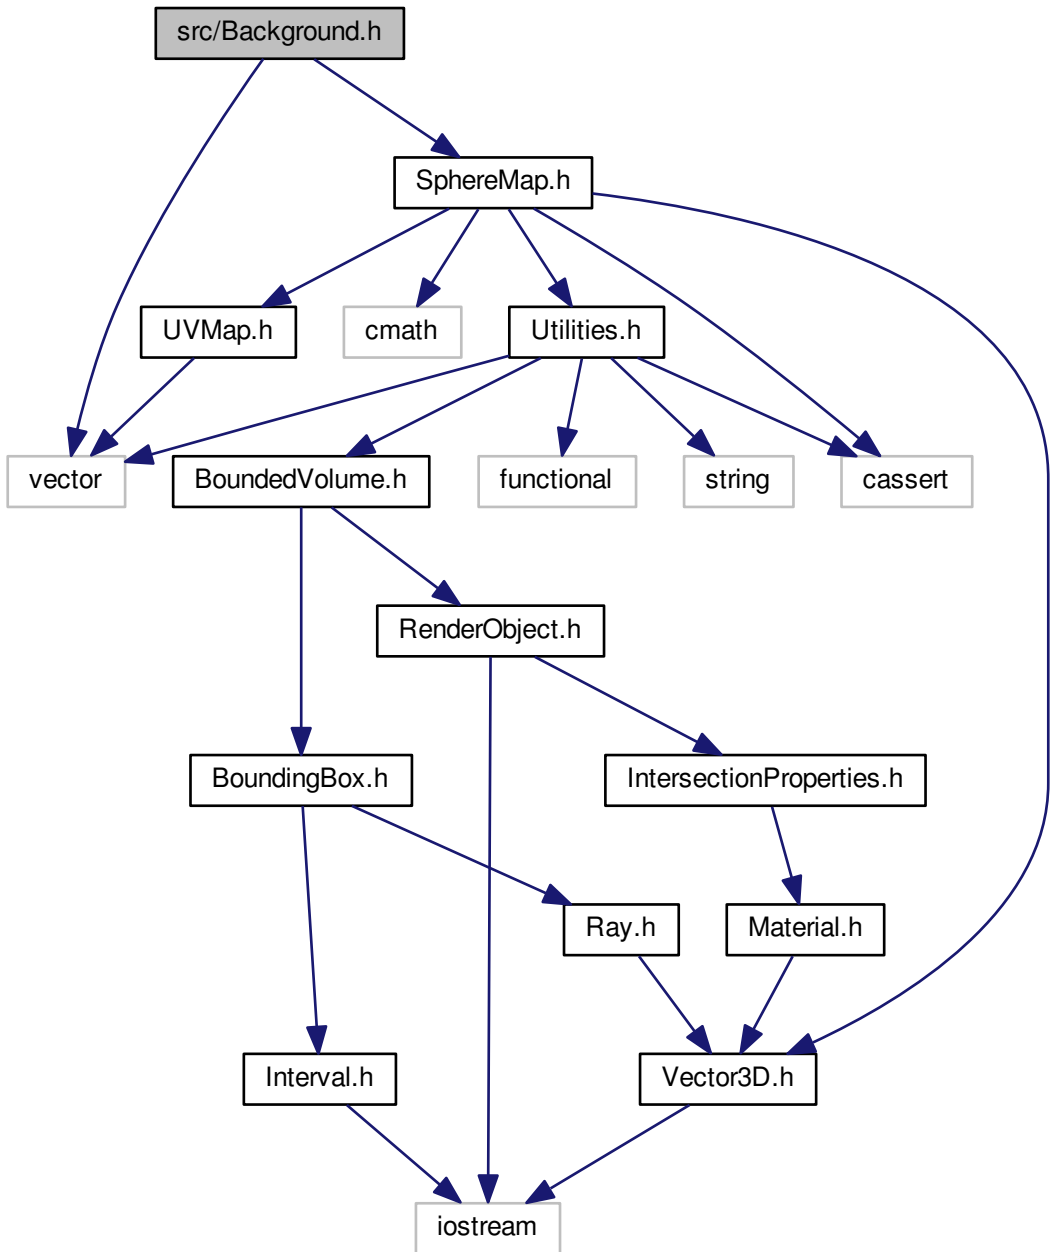 src/Background.h
SphereMap.h
UVMap.h
cmath
Utilities.h
vector
BoundedVolume.h
functional
string
cassert
RenderObject.h
BoundingBox.h
IntersectionProperties.h
Ray.h
Material.h
Interval.h
Vector3D.h
iostream